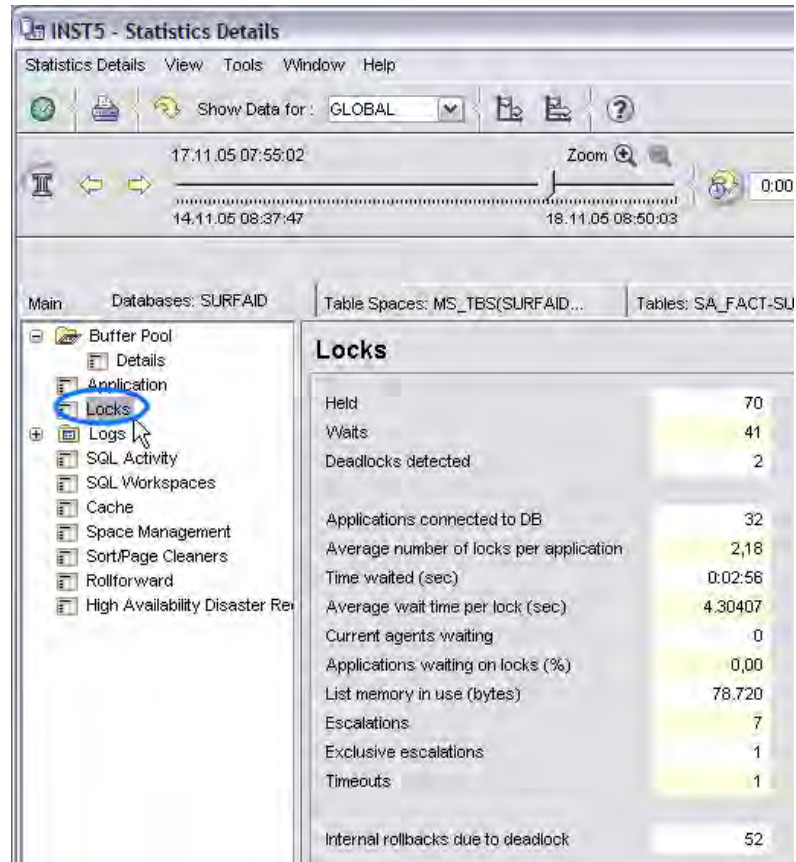 INST5 - Statistics Details
Statistics Details View Tools Window Help
Show Data for : GLOBAL
17.11.05 07:55:02 Zoom
0:00
14.11.05 08:37:47 18.11.05 08:50:03
Main Databases: SURFAID Table Spaces: MS_TBS(SURFAID... Tables: SA_FACT-SU
Buffer Pool
Details
Application
Locks
Logs
SQL Activity
SQL Workspaces
Cache
Space Management
Sort/Page Cleaners
Rollforward
High Availability Disaster Re
Locks
Held 70
Waits 41
Deadlocks detected 2
Applications connected to DB 32
Average number of locks per application 2,18
Time waited (sec) 0:02:56
Average wait time per lock (sec) 4.30407
Current agents waiting 0
Applications waiting on locks (%) 0,00
List memory in use (bytes) 78.720
Escalations 7
Exclusive escalations 1
Timeouts 1
Internal rollbacks due to deadlock 52